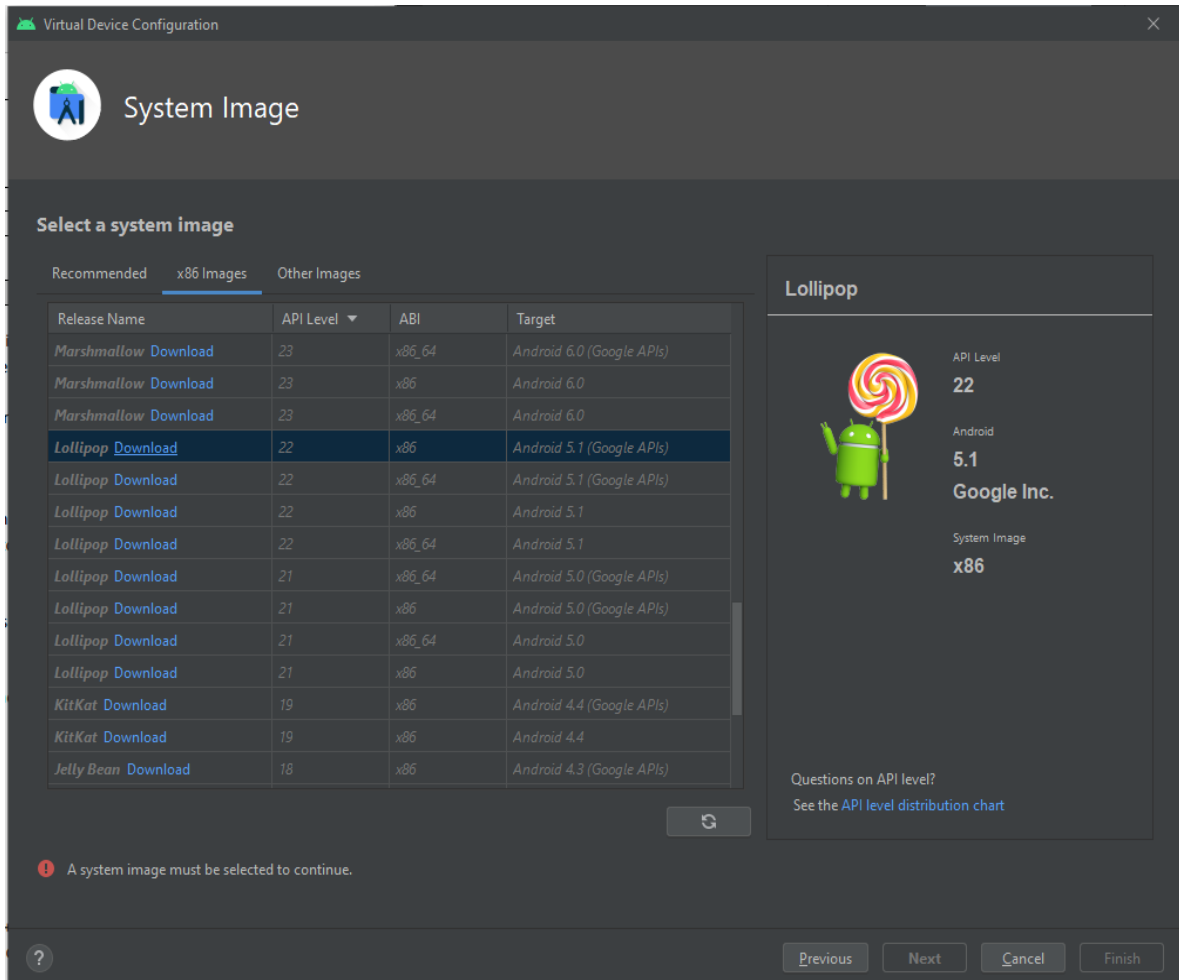 Virtual Device Configuration
System Image
Select a system image
Recommended x86 Images Other Images
Release Name API Level ABI Target
Marshmallow Download 23 x86_64 Android 6.0 (Google APIs)
Marshmallow Download 23 x86 Android 6.0
Marshmallow Download 23 x86_64 Android 6.0
Lollipop Download 22 x86 Android 5.1 (Google APIs)
Lollipop Download 22 x86_64 Android 5.1 (Google APIs)
Lollipop Download 22 x86 Android 5.1
Lollipop Download 22 x86_64 Android 5.1
Lollipop Download 21 x86_64 Android 5.0 (Google APIs)
Lollipop Download 21 x86 Android 5.0 (Google APIs)
Lollipop Download 21 x86_64 Android 5.0
Lollipop Download 21 x86 Android 5.0
KitKat Download 19 x86 Android 4.4 (Google APIs)
KitKat Download 19 x86 Android 4.4
Jelly Bean Download 18 x86 Android 4.3 (Google APIs)
Lollipop
API Level
22
Android
5.1
Google Inc.
System Image
x86
Questions on API level?
See the API level distribution chart
A system image must be selected to continue.
? Previous Next Cancel Finish